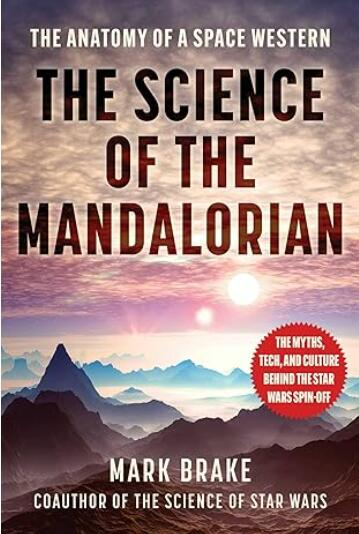 THE ANATOMY OF A SPACE WESTERN
THE SCIENCE
OF THE
MANDALORIAN
THE MYTHS,
TECH, AND CULTURE
BEHIND THE STAR
WARS SPIN-OFF
MARK BRAKE
COAUTHOR OF THE SCIENCE OF STAR WARS